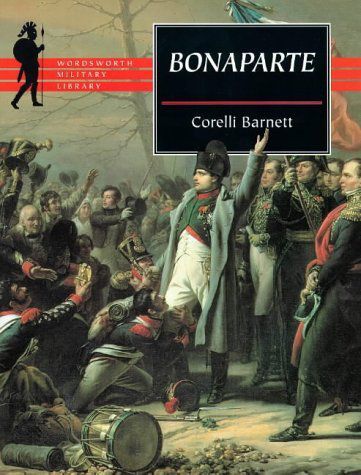 WORDSWORTH
MILITARY
LIBRARY
BONAPARTE
Corelli Barnett